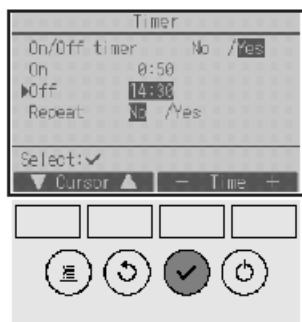 Timer
On/Off timer No /Yes
On 0:50
▶Off 14:30
Repeat No /Yes
Select:✓
▼ Cursor ▲ − Time +